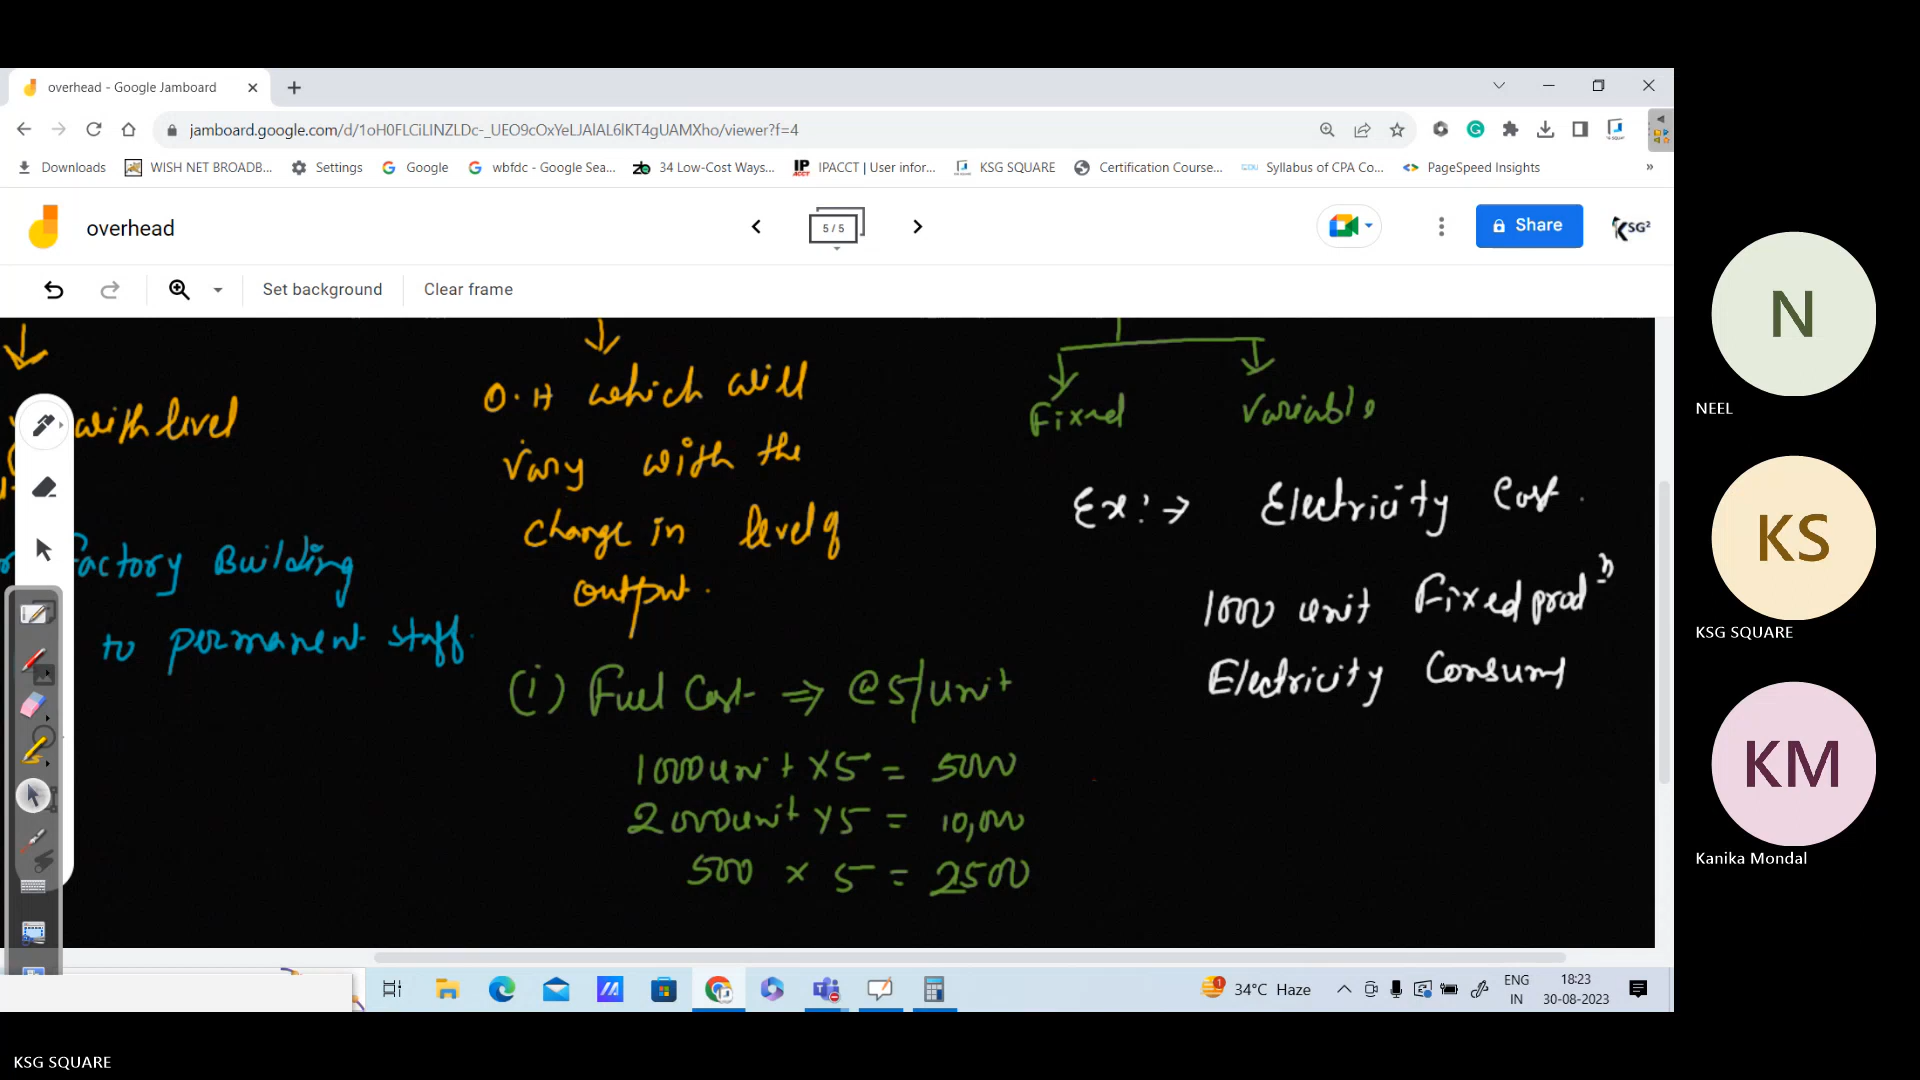 overhead - Google Jamboard
jamboard.google.com/d/1oH0FLCiLINZLDc-_UEO9cOxYeLJAlAL6lKT4gUAMXho/viewer?f=4
Downloads WISH NET BROADB... Settings Google wbfdc - Google Sea... 34 Low-Cost Ways... IPACCT | User infor... KSG SQUARE Certification Course... Syllabus of CPA Co... PageSpeed Insights »
overhead
5 / 5
Share
KSG²
Set background Clear frame
with level
Factory Building
to permanent staff.
O.H which will
vary with the
change in level of
output.
(i) Fuel Cost ⇒ @5/unit
1000 unit X 5 = 5000
2000 unit X 5 = 10,000
500 x 5 = 2500
Fixed Variable
Ex:→ Electricity Cost.
1000 unit Fixed prodn
Electricity Consum
34°C Haze
ENG
IN
18:23
30-08-2023
N
NEEL
KS
KSG SQUARE
KM
Kanika Mondal
KSG SQUARE